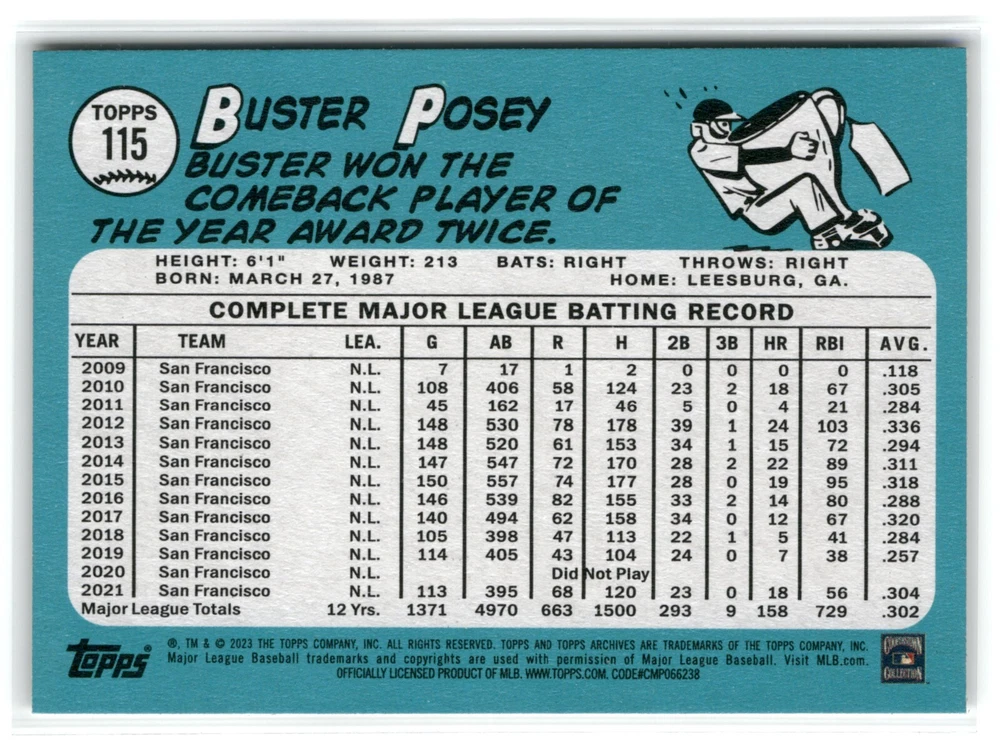 TOPPS
115
BUSTER POSEY
BUSTER WON THE
COMEBACK PLAYER OF
THE YEAR AWARD TWICE.
HEIGHT: 6'1" WEIGHT: 213 BATS: RIGHT THROWS: RIGHT
BORN: MARCH 27, 1987 HOME: LEESBURG, GA.
COMPLETE MAJOR LEAGUE BATTING RECORD
YEAR TEAM LEA. G AB R H 2B 3B HR RBI AVG.
2009 San Francisco N.L. 7 17 1 2 0 0 0 0 .118
2010 San Francisco N.L. 108 406 58 124 23 2 18 67 .305
2011 San Francisco N.L. 45 162 17 46 5 0 4 21 .284
2012 San Francisco N.L. 148 530 78 178 39 1 24 103 .336
2013 San Francisco N.L. 148 520 61 153 34 1 15 72 .294
2014 San Francisco N.L. 147 547 72 170 28 2 22 89 .311
2015 San Francisco N.L. 150 557 74 177 28 0 19 95 .318
2016 San Francisco N.L. 146 539 82 155 33 2 14 80 .288
2017 San Francisco N.L. 140 494 62 158 34 0 12 67 .320
2018 San Francisco N.L. 105 398 47 113 22 1 5 41 .284
2019 San Francisco N.L. 114 405 43 104 24 0 7 38 .257
2020 San Francisco N.L. Did Not Play
2021 San Francisco N.L. 113 395 68 120 23 0 18 56 .304
Major League Totals 12 Yrs. 1371 4970 663 1500 293 9 158 729 .302
topps
®, TM & © 2023 THE TOPPS COMPANY, INC. ALL RIGHTS RESERVED. TOPPS AND TOPPS ARCHIVES ARE TRADEMARKS OF THE TOPPS COMPANY, INC.
Major League Baseball trademarks and copyrights are used with permission of Major League Baseball. Visit MLB.com.
OFFICIALLY LICENSED PRODUCT OF MLB. WWW.TOPPS.COM. CODE#CMP066238
COOPERSTOWN
COLLECTION